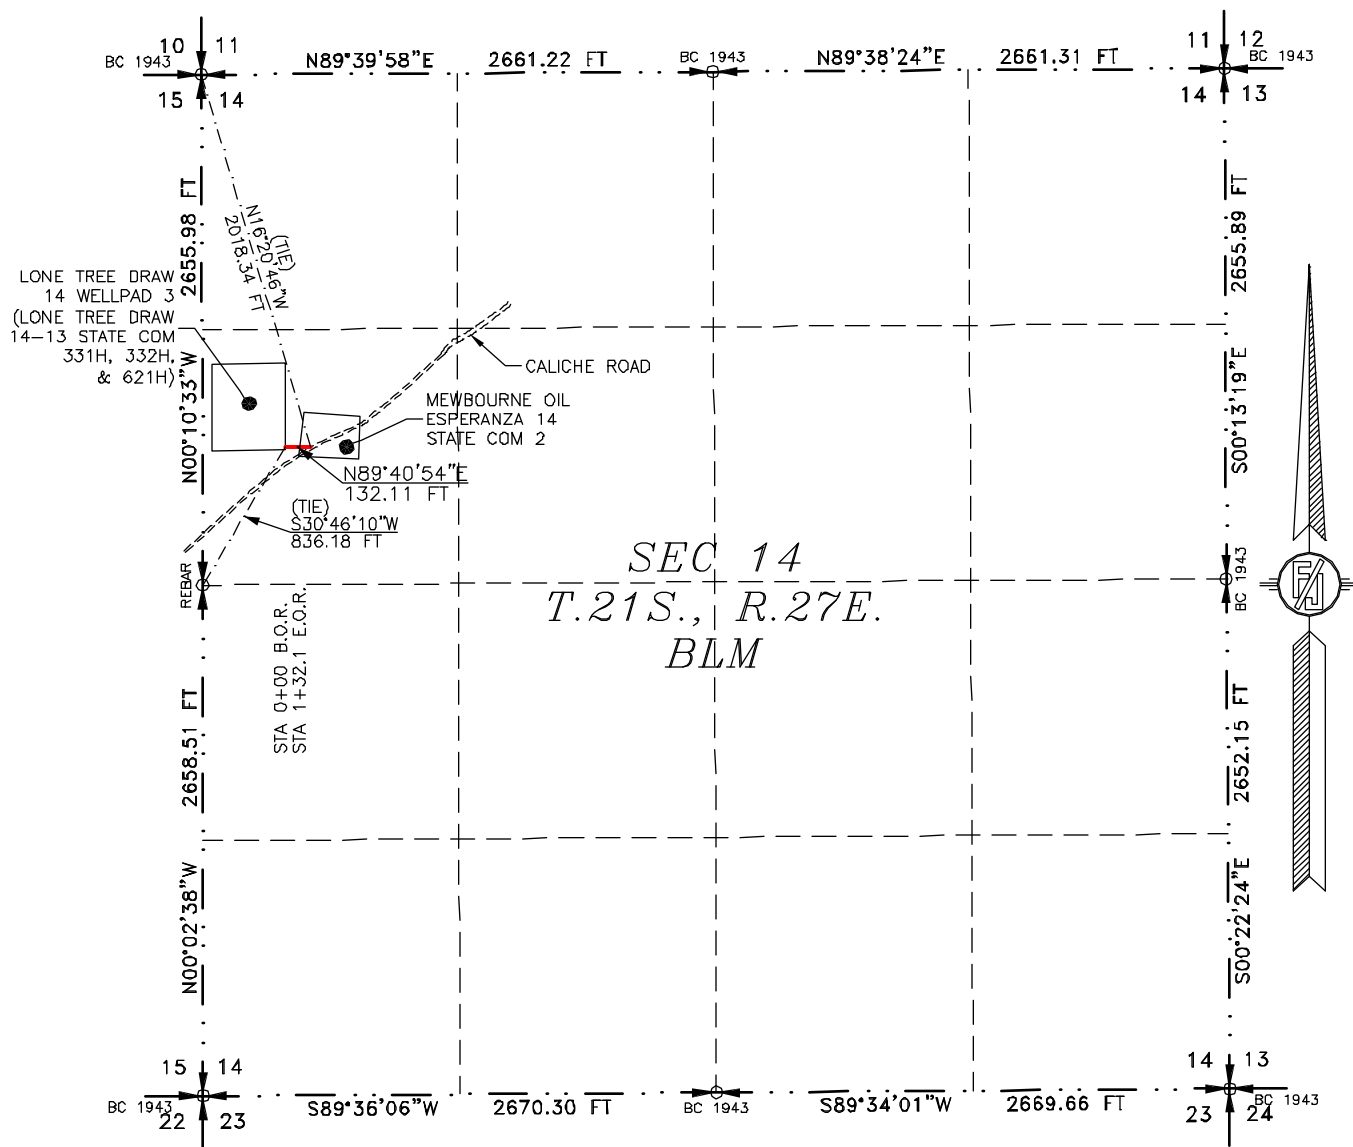 10 11
BC 1943
15 14
N89°39'58"E 2661.22 FT
BC 1943
N89°38'24"E 2661.31 FT
11 12
BC 1943
14 13
2655.98 FT
N00°10'33"W
(TIE)
N16°20'46"W
2018.34 FT
2655.89 FT
S00°13'19"E
LONE TREE DRAW
14 WELLPAD 3
(LONE TREE DRAW
14-13 STATE COM
331H, 332H,
& 621H)
CALICHE ROAD
MEWBOURNE OIL
ESPERANZA 14
STATE COM 2
N89°40'54"E
132.11 FT
(TIE)
S30°46'10"W
836.18 FT
REBAR
STA 0+00 B.O.R.
STA 1+32.1 E.O.R.
SEC 14
T.21S., R.27E.
BLM
BC 1943
FJ
2658.51 FT
N00°02'38"W
2652.15 FT
S00°22'24"E
15 14
BC 1943
22 23
S89°36'06"W 2670.30 FT
BC 1943
S89°34'01"W 2669.66 FT
14 13
BC 1943
23 24